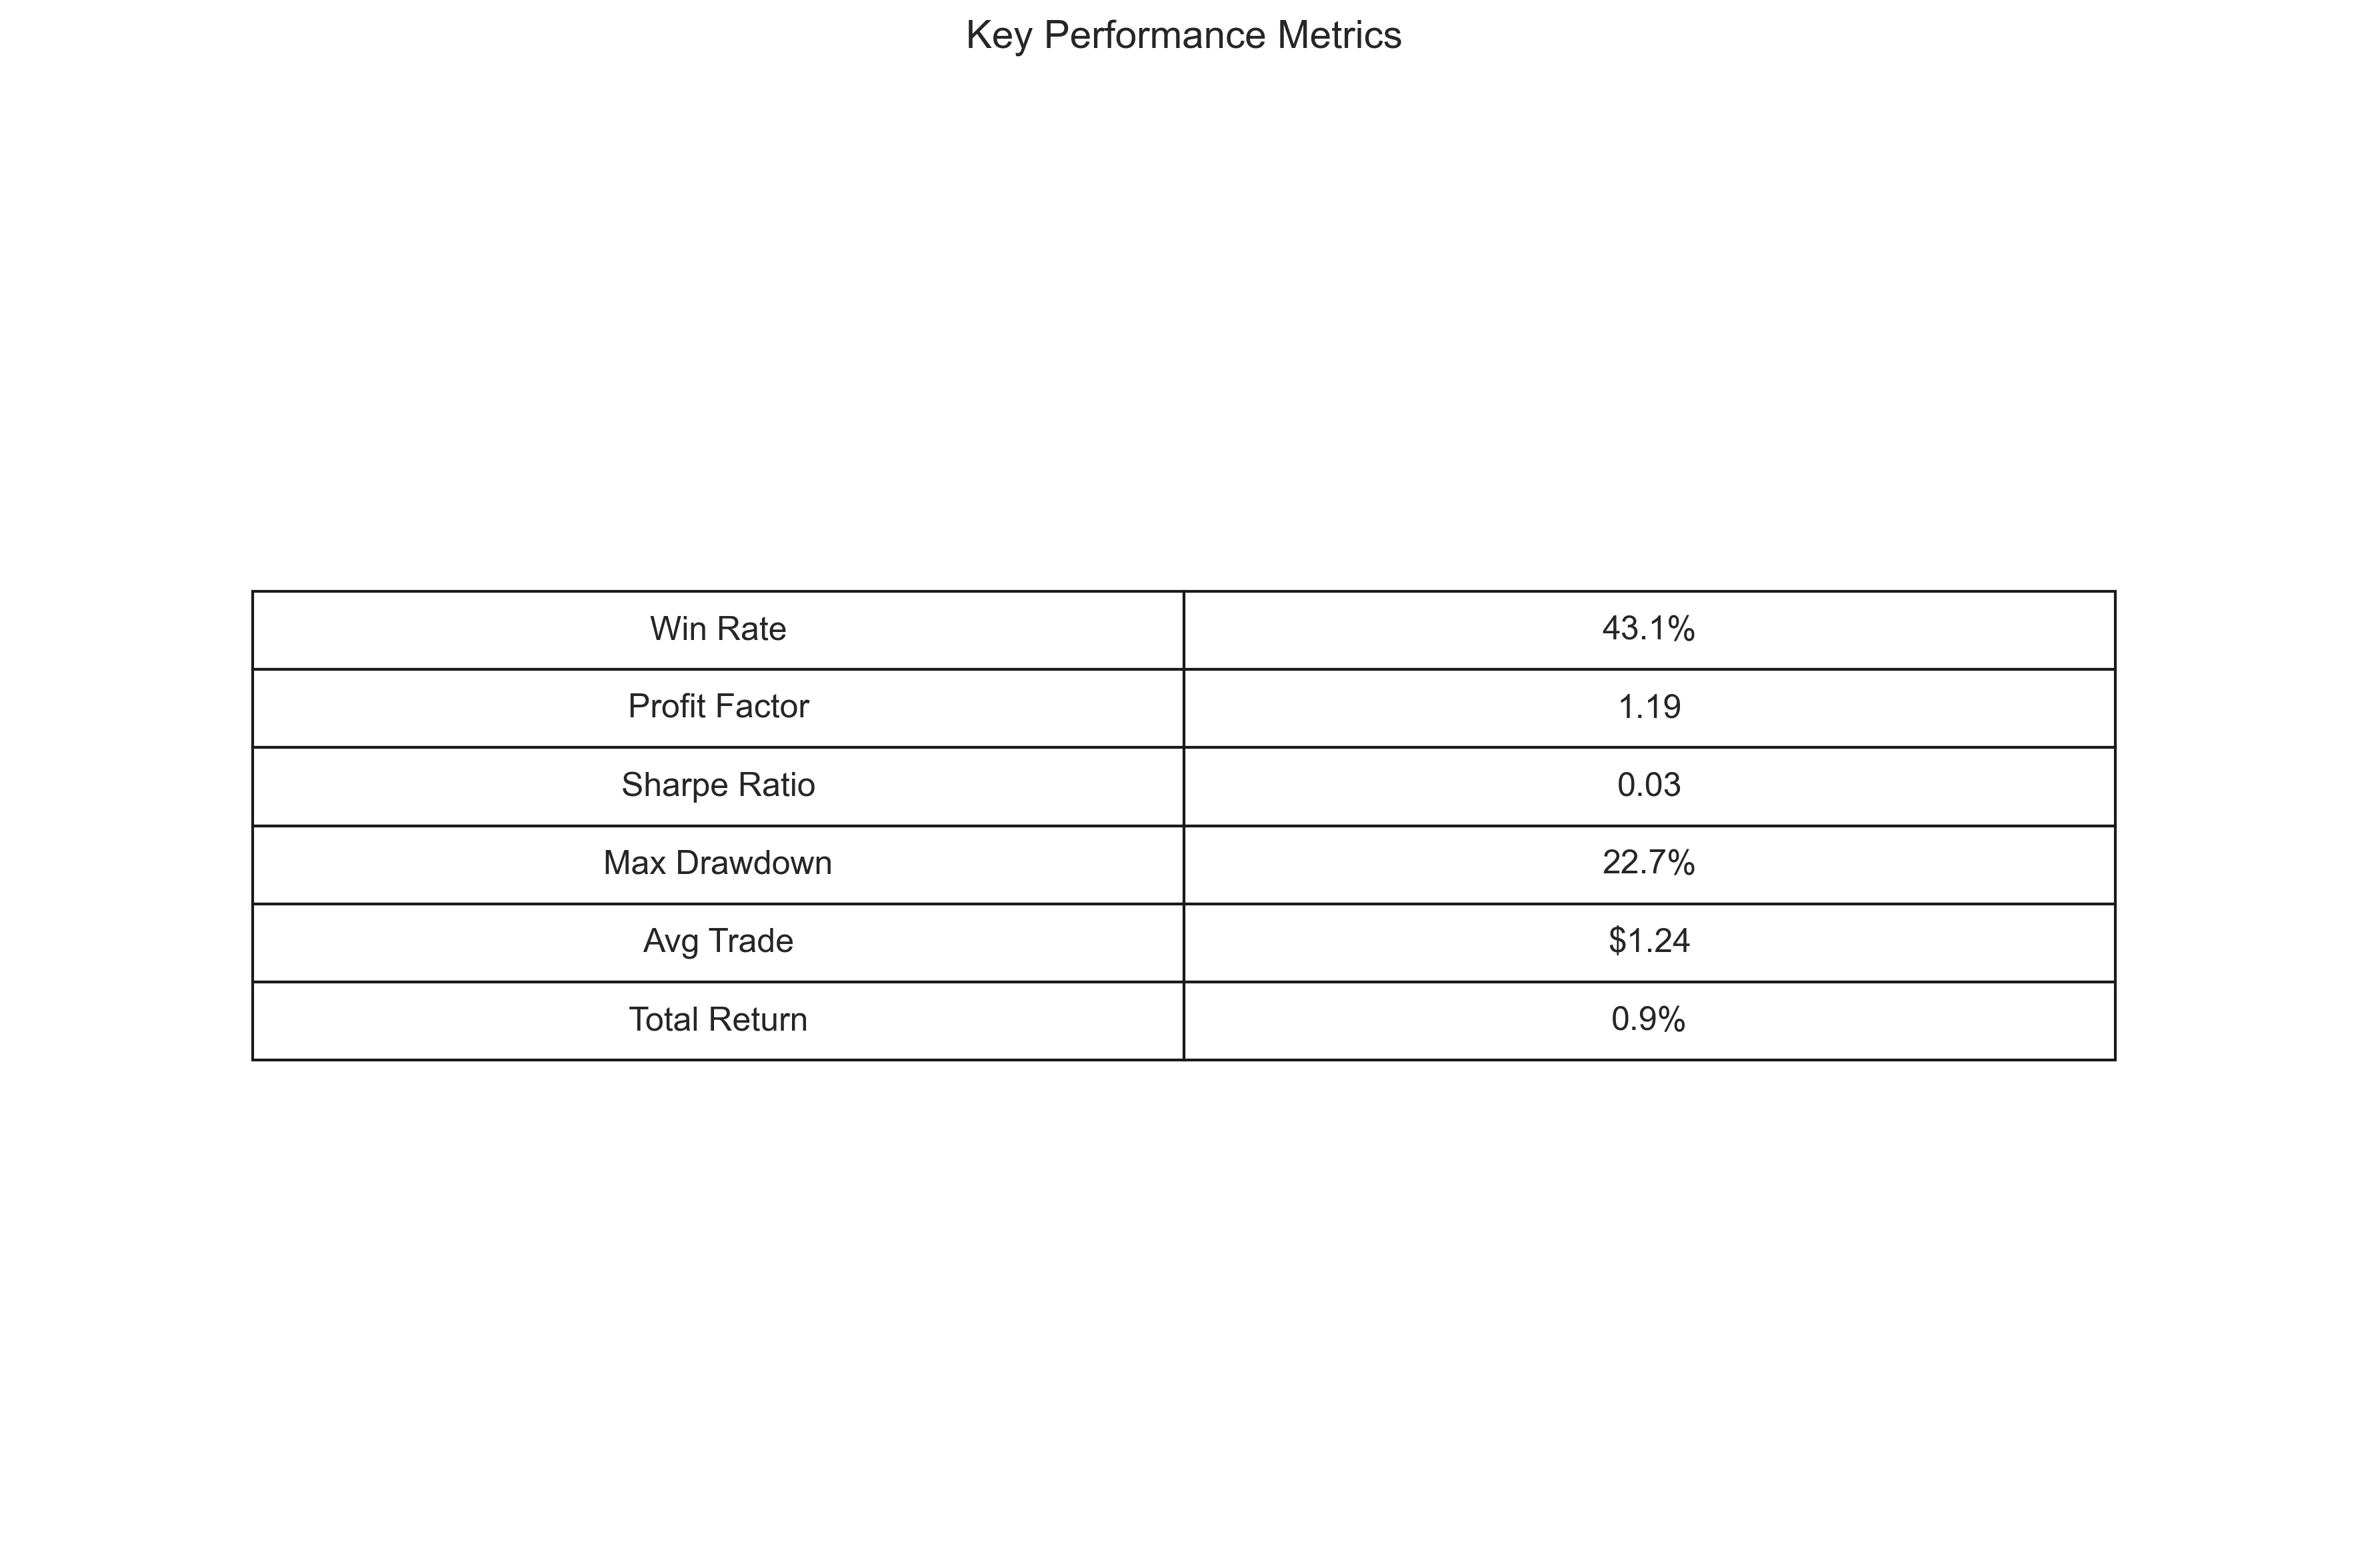 Key Performance Metrics
Win Rate 43.1%
Profit Factor 1.19
Sharpe Ratio 0.03
Max Drawdown 22.7%
Avg Trade $1.24
Total Return 0.9%